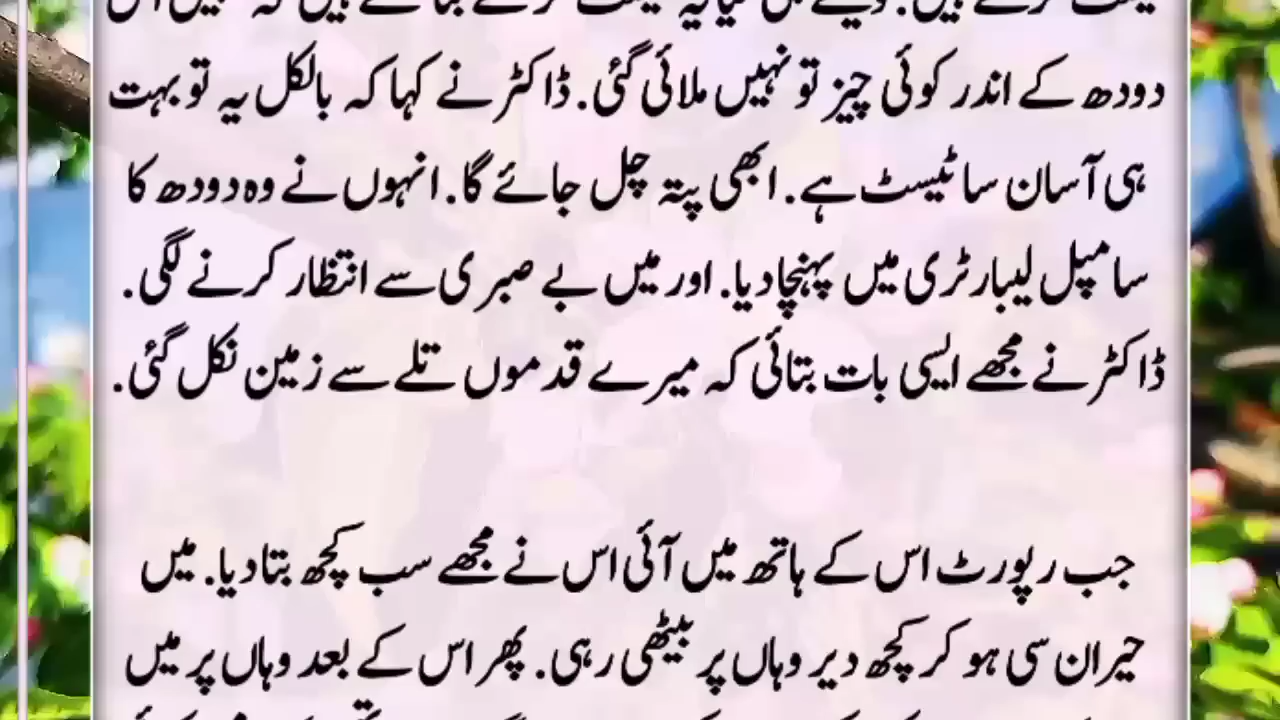 دودھ کے اندر کوئی چیز تو نہیں ملائی گئی. ڈاکٹر نے کہا کہ بالکل یہ تو بہت
ہی آسان سا ٹیسٹ ہے. ابھی پتہ چل جائے گا. انہوں نے وہ دودھ کا
سامپل لیبارٹری میں پہنچا دیا. اور میں بے صبری سے انتظار کرنے لگی.
ڈاکٹر نے مجھے ایسی بات بتائی کہ میرے قدموں تلے سے زمین نکل گئی.
جب رپورٹ اس کے ہاتھ میں آئی اس نے مجھے سب کچھ بتا دیا. میں
حیران سی ہو کر کچھ دیر وہاں پر بیٹھی رہی. پھر اس کے بعد وہاں پر میں